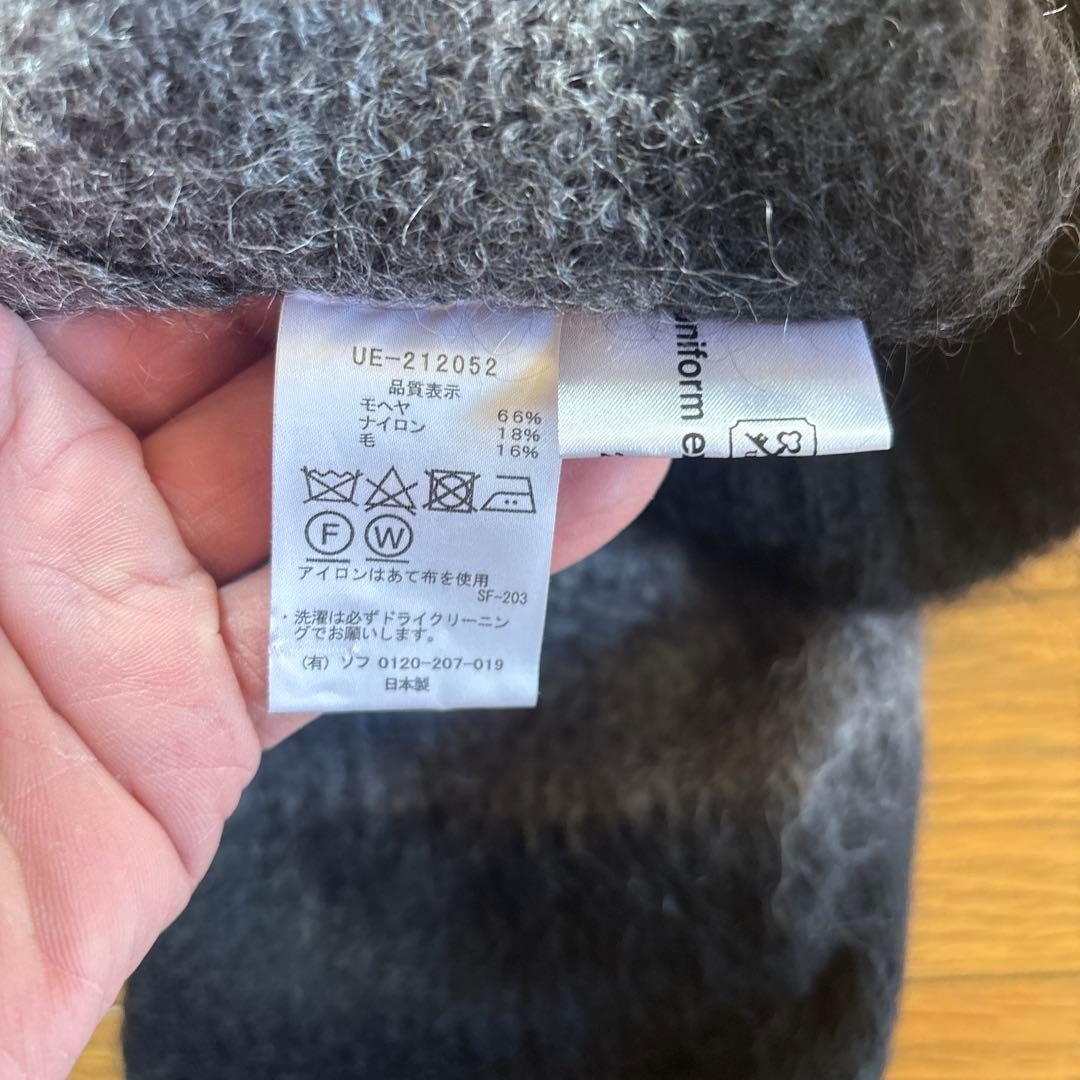 UE-212052
品質表示
モヘヤ 66%
ナイロン 18%
毛 16%
F W
アイロンはあて布を使用
SF-203
・洗濯は必ずドライクリーニン
グでお願いします。
(有) ソフ 0120-207-019
日本製
uniform e